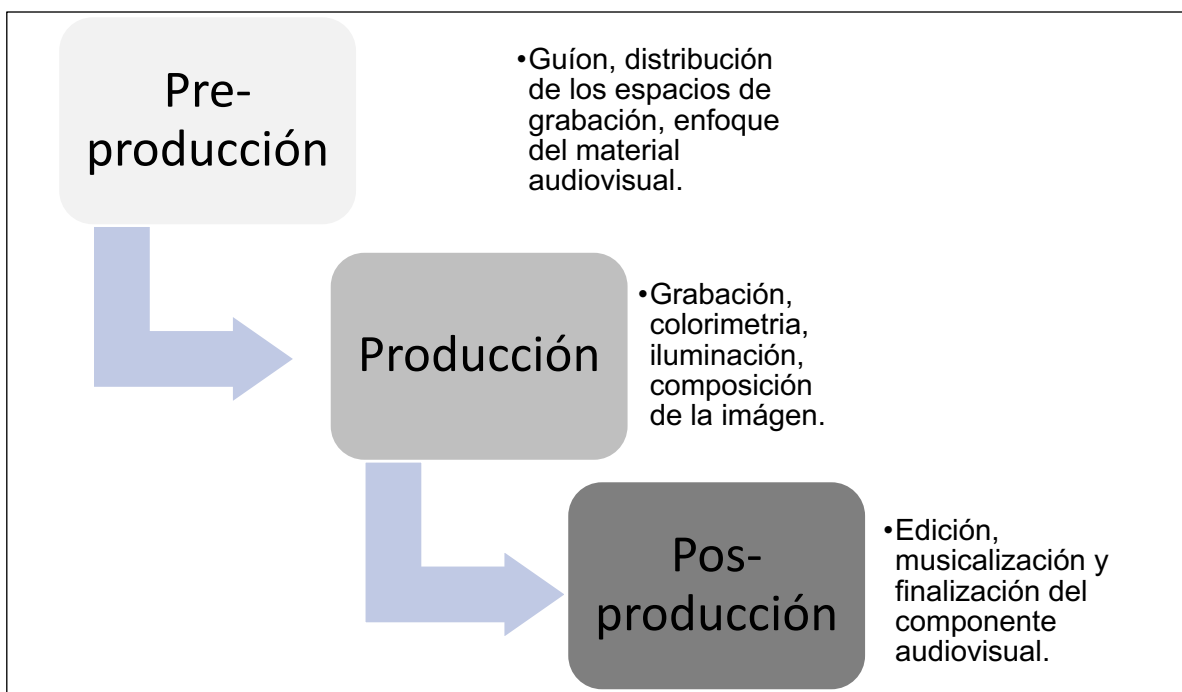 Pre-
producción
•Guíon, distribución
de los espacios de
grabación, enfoque
del material
audiovisual.
Producción
•Grabación,
colorimetria,
iluminación,
composición
de la imágen.
Pos-
producción
•Edición,
musicalización y
finalización del
componente
audiovisual.